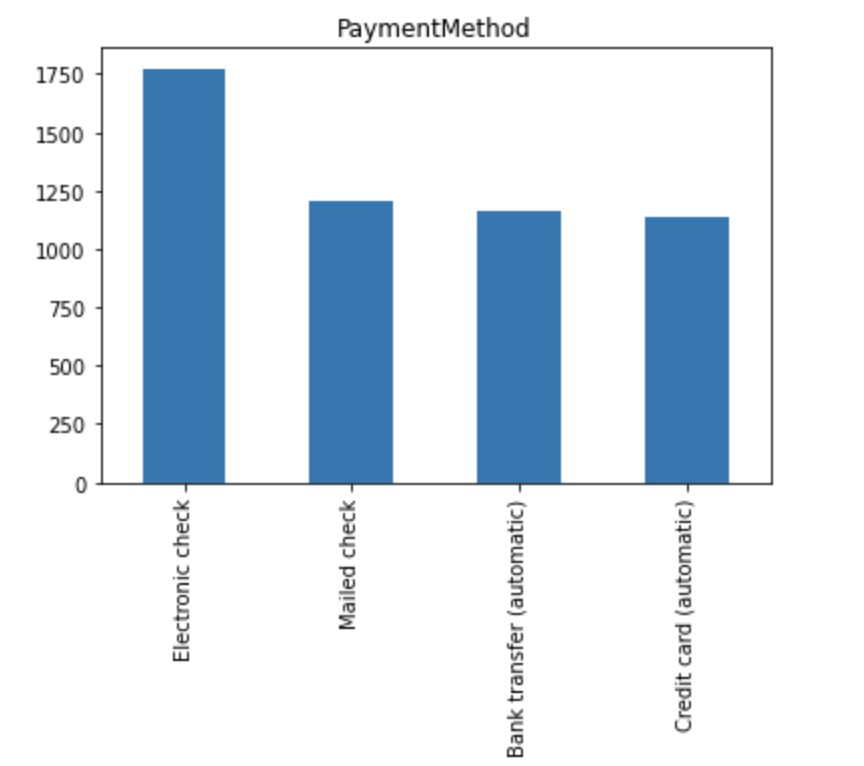 PaymentMethod
1750
1500
1250
1000
750
500
250
0
Electronic check
Mailed check
Bank transfer (automatic)
Credit card (automatic)